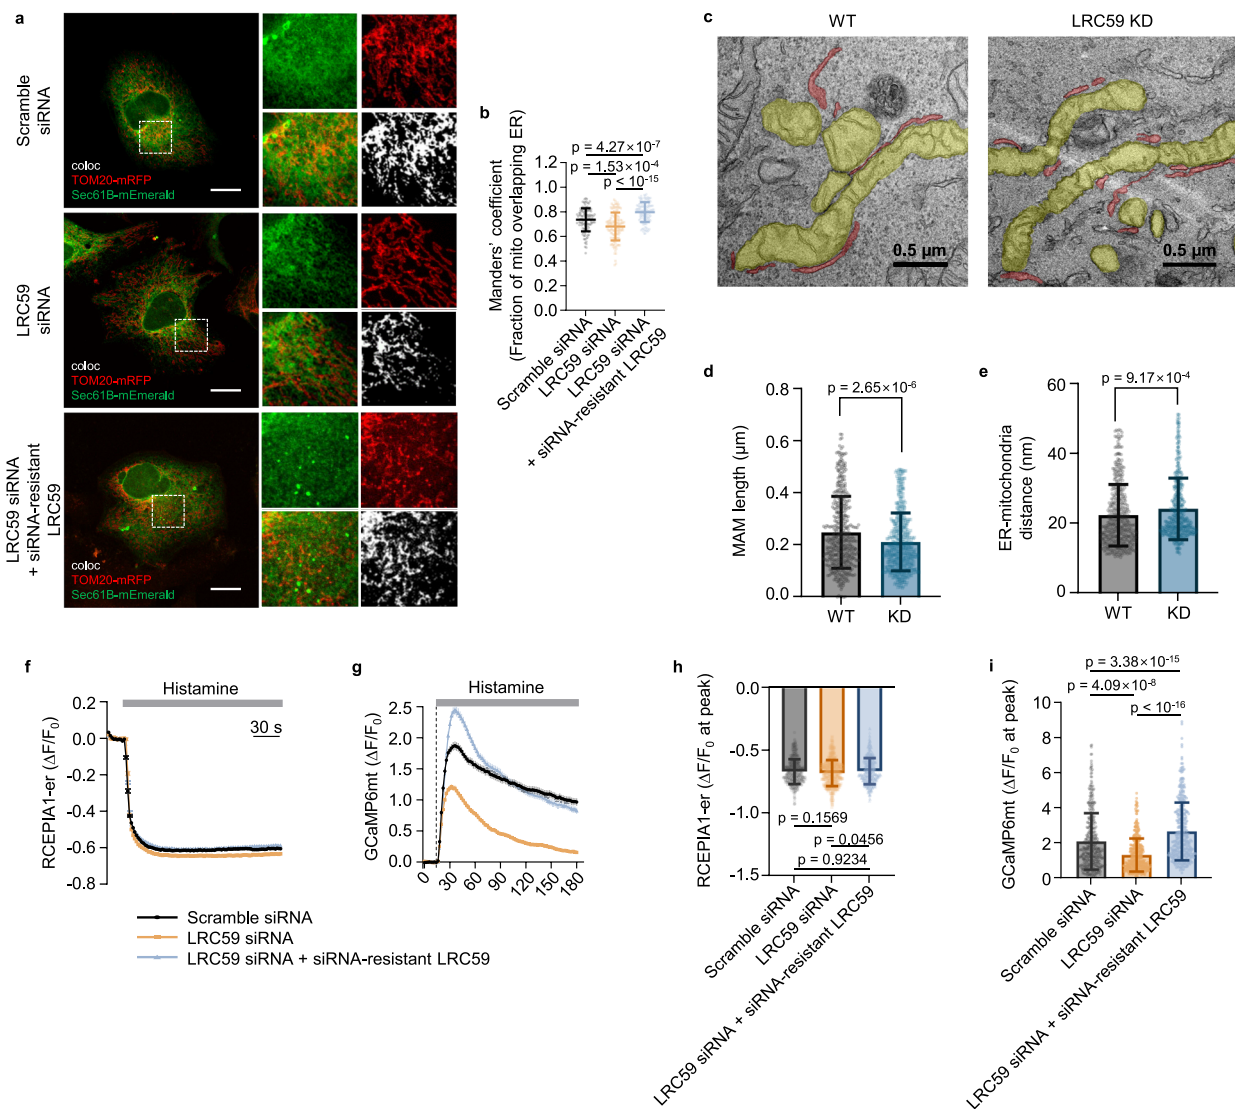 a
Scramble
siRNA
coloc
TOM20-mRFP
Sec61B-mEmerald
LRC59
siRNA
coloc
TOM20-mRFP
Sec61B-mEmerald
LRC59 siRNA
+ siRNA-resistant
LRC59
coloc
TOM20-mRFP
Sec61B-mEmerald
b
p = 4.27×10⁻⁷
p = 1.53×10⁻⁴
p < 10⁻¹⁵
Manders' coefficient
(Fraction of mito overlapping ER)
1.2
1.0
0.8
0.6
0.4
0.2
0.0
Scramble siRNA
LRC59 siRNA
LRC59 siRNA
+ siRNA-resistant LRC59
c
WT
LRC59 KD
0.5 µm
0.5 µm
d
p = 2.65×10⁻⁶
MAM length (µm)
0.8
0.6
0.4
0.2
0.0
WT
KD
e
p = 9.17×10⁻⁴
ER-mitochondria
distance (nm)
60
40
20
0
WT
KD
f
Histamine
30 s
RCEPIA1-er (ΔF/F₀)
0.2
0.0
-0.2
-0.4
-0.6
-0.8
g
Histamine
GCaMP6mt (ΔF/F₀)
2.5
2.0
1.5
1.0
0.5
0.0
0
30
60
90
120
150
180
Scramble siRNA
LRC59 siRNA
LRC59 siRNA + siRNA-resistant LRC59
h
RCEPIA1-er (ΔF/F₀ at peak)
0.0
-0.5
-1.0
-1.5
p = 0.1569
p = 0.0456
p = 0.9234
Scramble siRNA
LRC59 siRNA
LRC59 siRNA + siRNA-resistant LRC59
i
p = 3.38×10⁻¹⁵
p = 4.09×10⁻⁸
p < 10⁻¹⁶
GCaMP6mt (ΔF/F₀ at peak)
10
8
6
4
2
0
Scramble siRNA
LRC59 siRNA
LRC59 siRNA + siRNA-resistant LRC59